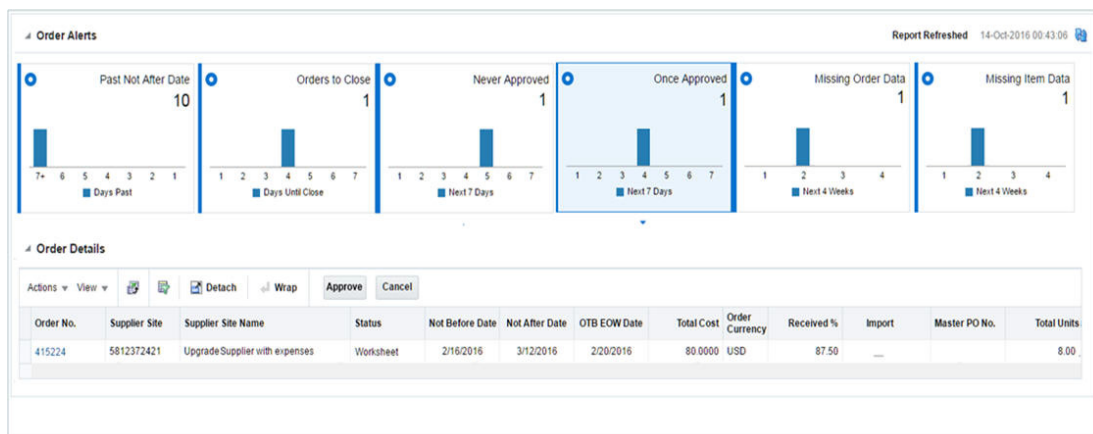 Order Alerts
Report Refreshed 14-Oct-2016 00:43:06
Past Not After Date
10
7+ 6 5 4 3 2 1
Days Past
Orders to Close
1
1 2 3 4 5 6 7
Days Until Close
Never Approved
1
1 2 3 4 5 6 7
Next 7 Days
Once Approved
1
1 2 3 4 5 6 7
Next 7 Days
Missing Order Data
1
1 2 3 4
Next 4 Weeks
Missing Item Data
1
1 2 3 4
Next 4 Weeks
Order Details
Actions View Detach Wrap Approve Cancel
Order No. Supplier Site Supplier Site Name Status Not Before Date Not After Date OTB EOW Date Total Cost Order Currency Received % Import Master PO No. Total Units
415224 5812372421 UpgradeSupplier with expenses Worksheet 2/16/2016 3/12/2016 2/20/2016 80.0000 USD 87.50 __ 8.00